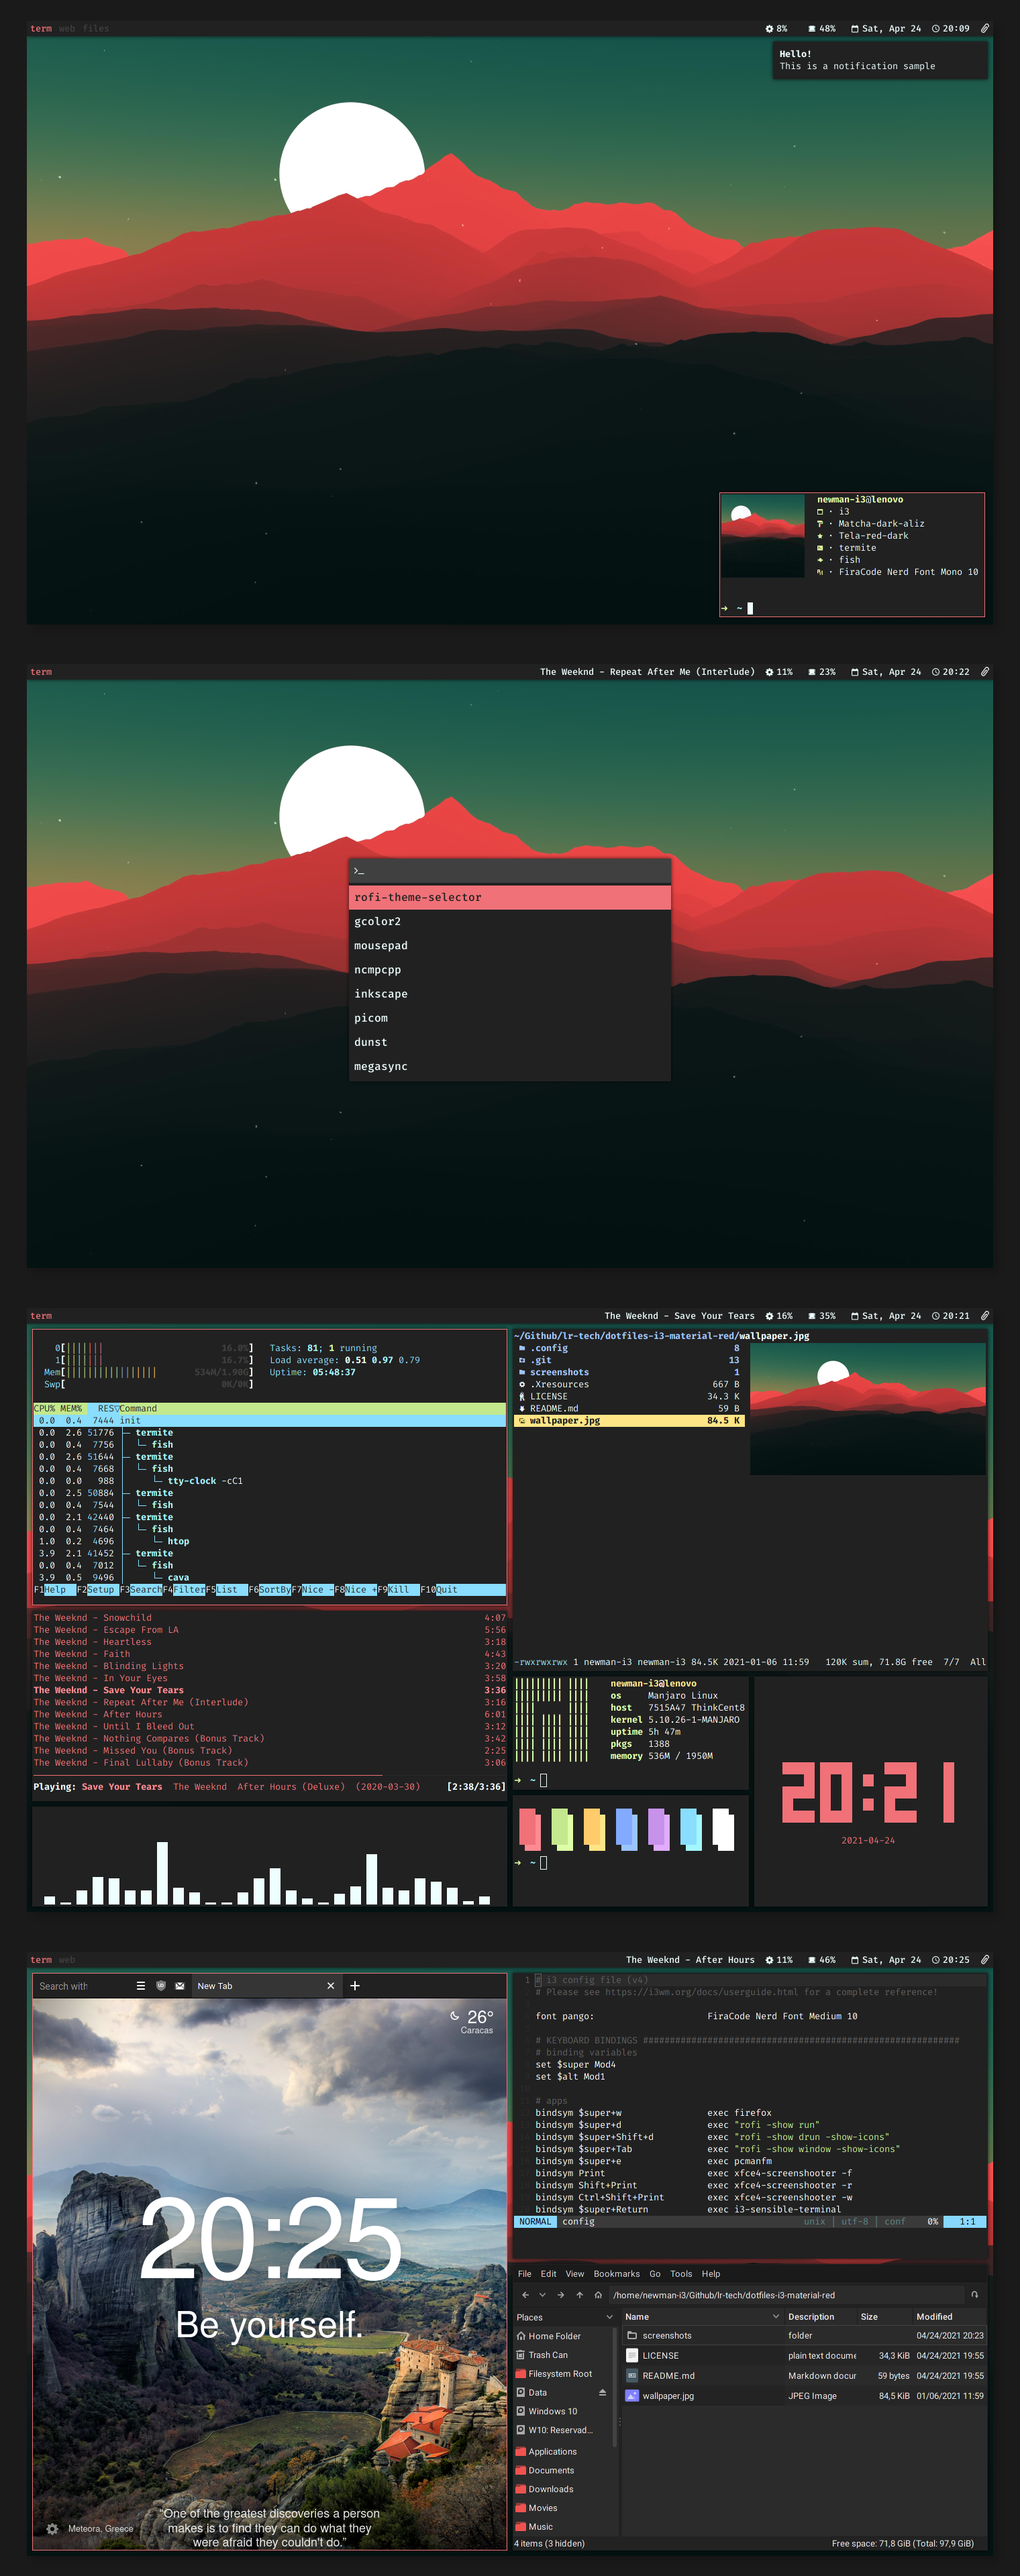 term web files
8% 48% Sat, Apr 24 20:09
Hello!
This is a notification sample
newman-i3@lenovo
· i3
· Matcha-dark-aliz
· Tela-red-dark
· termite
· fish
· FiraCode Nerd Font Mono 10
➜ ~
term
The Weeknd - Repeat After Me (Interlude) 11% 23% Sat, Apr 24 20:22
>_
rofi-theme-selector
gcolor2
mousepad
ncmpcpp
inkscape
picom
dunst
megasync
term
The Weeknd - Save Your Tears 16% 35% Sat, Apr 24 20:21
0[||||||| 16.0%] Tasks: 81; 1 running
1[||||||| 16.7%] Load average: 0.51 0.97 0.79
Mem[||||||||||||||||| 534M/1.90G] Uptime: 05:48:37
Swp[ 0K/0K]
CPU% MEM% RES▽Command
0.0 0.4 7444 init
0.0 2.6 51776 ├─ termite
0.0 0.4 7756 │ └─ fish
0.0 2.6 51644 ├─ termite
0.0 0.4 7668 │ └─ fish
0.0 0.0 988 │ └─ tty-clock -cC1
0.0 2.5 50884 ├─ termite
0.0 0.4 7544 │ └─ fish
0.0 2.1 42440 ├─ termite
0.0 0.4 7464 │ └─ fish
1.0 0.2 4696 │ └─ htop
3.9 2.1 41452 ├─ termite
0.0 0.4 7012 │ └─ fish
3.9 0.5 9496 │ └─ cava
F1Help F2Setup F3SearchF4FilterF5List F6SortByF7Nice -F8Nice +F9Kill F10Quit
The Weeknd - Snowchild 4:07
The Weeknd - Escape From LA 5:56
The Weeknd - Heartless 3:18
The Weeknd - Faith 4:43
The Weeknd - Blinding Lights 3:20
The Weeknd - In Your Eyes 3:58
The Weeknd - Save Your Tears 3:36
The Weeknd - Repeat After Me (Interlude) 3:16
The Weeknd - After Hours 6:01
The Weeknd - Until I Bleed Out 3:12
The Weeknd - Nothing Compares (Bonus Track) 3:42
The Weeknd - Missed You (Bonus Track) 2:25
The Weeknd - Final Lullaby (Bonus Track) 3:06
Playing: Save Your Tears The Weeknd After Hours (Deluxe) (2020-03-30) [2:38/3:36]
~/Github/lr-tech/dotfiles-i3-material-red/wallpaper.jpg
.config 8
.git 13
screenshots 1
.Xresources 667 B
LICENSE 34.3 K
README.md 59 B
wallpaper.jpg 84.5 K
-rwxrwxrwx 1 newman-i3 newman-i3 84.5K 2021-01-06 11:59 120K sum, 71.8G free 7/7 All
newman-i3@lenovo
os Manjaro Linux
host 7515A47 ThinkCent8
kernel 5.10.26-1-MANJARO
uptime 5h 47m
pkgs 1388
memory 536M / 1950M
➜ ~
➜ ~
20:21
2021-04-24
term web
The Weeknd - After Hours 11% 46% Sat, Apr 24 20:25
Search with
New Tab
26°
Caracas
20:25
Be yourself.
"One of the greatest discoveries a person
makes is to find they can do what they
were afraid they couldn't do."
Meteora, Greece
1 # i3 config file (v4)
# Please see https://i3wm.org/docs/userguide.html for a complete reference!
font pango: FiraCode Nerd Font Medium 10
# KEYBOARD BINDINGS ###########################################################
# binding variables
set $super Mod4
set $alt Mod1
# apps
bindsym $super+w exec firefox
bindsym $super+d exec "rofi -show run"
bindsym $super+Shift+d exec "rofi -show drun -show-icons"
bindsym $super+Tab exec "rofi -show window -show-icons"
bindsym $super+e exec pcmanfm
bindsym Print exec xfce4-screenshooter -f
bindsym Shift+Print exec xfce4-screenshooter -r
bindsym Ctrl+Shift+Print exec xfce4-screenshooter -w
bindsym $super+Return exec i3-sensible-terminal
NORMAL config unix | utf-8 | conf 0% 1:1
File Edit View Bookmarks Go Tools Help
/home/newman-i3/Github/lr-tech/dotfiles-i3-material-red
Places
Home Folder
Trash Can
Filesystem Root
Data
Windows 10
W10: Reservad...
Applications
Documents
Downloads
Movies
Music
Name Description Size Modified
screenshots folder 04/24/2021 20:23
LICENSE plain text docume 34,3 KiB 04/24/2021 19:55
README.md Markdown docur 59 bytes 04/24/2021 19:55
wallpaper.jpg JPEG Image 84,5 KiB 01/06/2021 11:59
4 items (3 hidden) Free space: 71,8 GiB (Total: 97,9 GiB)